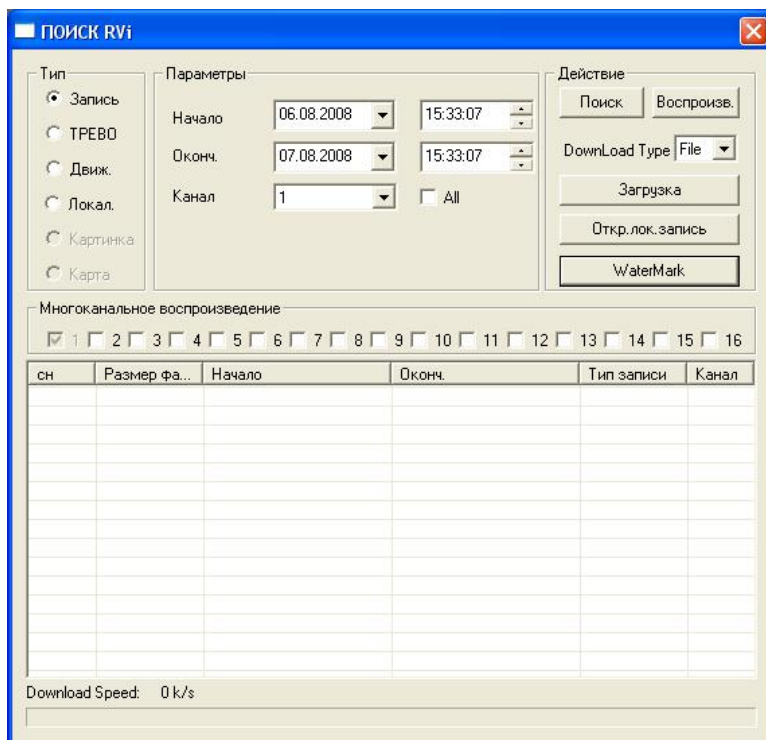 ПОИСК RVi
Тип
Запись
ТРЕВО
Движ.
Локал.
Картинка
Карта
Параметры
Начало 06.08.2008 15:33:07
Оконч. 07.08.2008 15:33:07
Канал 1 All
Действие
Поиск Воспроизв.
DownLoad Type File
Загрузка
Откр.лок.запись
WaterMark
Многоканальное воспроизведение
1 2 3 4 5 6 7 8 9 10 11 12 13 14 15 16
сн Размер фа... Начало Оконч. Тип записи Канал
Download Speed: 0 k/s